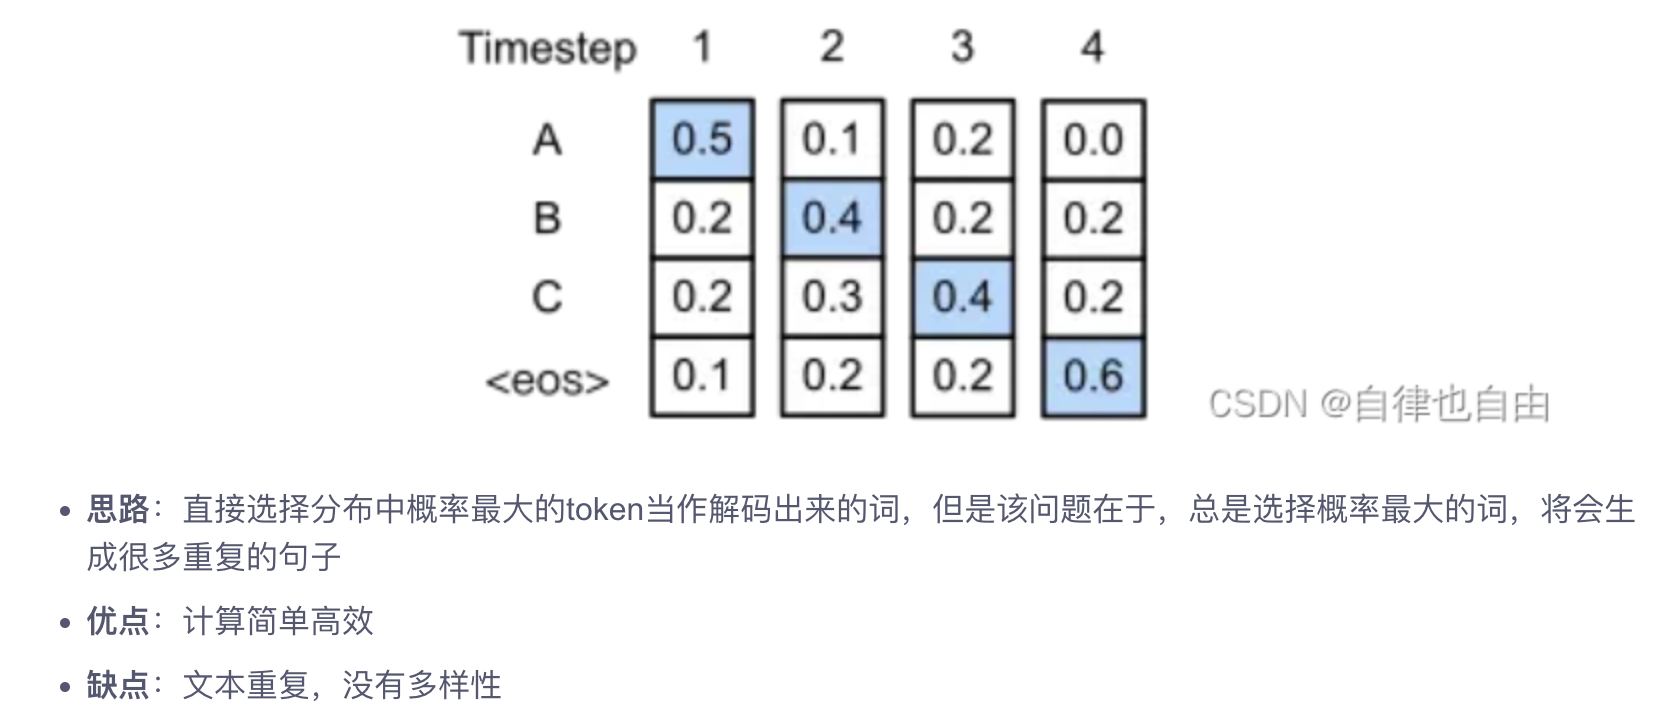 Timestep 1 2 3 4
A 0.5 0.1 0.2 0.0
B 0.2 0.4 0.2 0.2
C 0.2 0.3 0.4 0.2
<eos> 0.1 0.2 0.2 0.6
CSDN @自律也自由
• 思路：直接选择分布中概率最大的token当作解码出来的词，但是该问题在于，总是选择概率最大的词，将会生
成很多重复的句子
• 优点：计算简单高效
• 缺点：文本重复，没有多样性